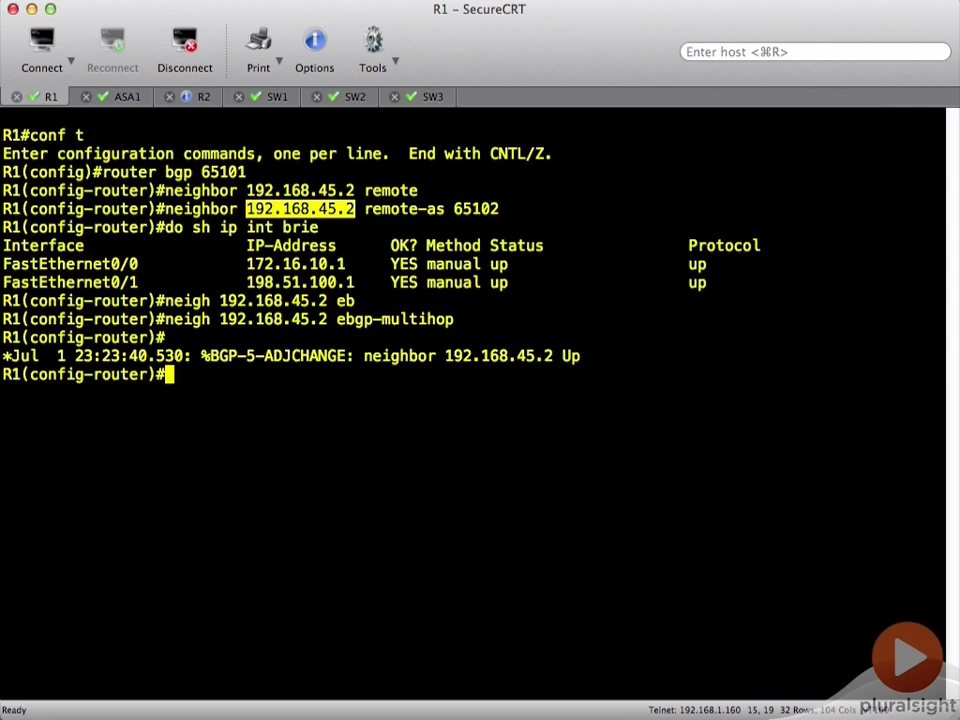 R1 – SecureCRT
Connect Reconnect Disconnect Print Options Tools
Enter host <⌘R>
R1 ASA1 R2 SW1 SW2 SW3
R1#conf t
Enter configuration commands, one per line.  End with CNTL/Z.
R1(config)#router bgp 65101
R1(config-router)#neighbor 192.168.45.2 remote
R1(config-router)#neighbor 192.168.45.2 remote-as 65102
R1(config-router)#do sh ip int brie
Interface IP-Address OK? Method Status Protocol
FastEthernet0/0 172.16.10.1 YES manual up up
FastEthernet0/1 198.51.100.1 YES manual up up
R1(config-router)#neigh 192.168.45.2 eb
R1(config-router)#neigh 192.168.45.2 ebgp-multihop
R1(config-router)#
*Jul  1 23:23:40.530: %BGP-5-ADJCHANGE: neighbor 192.168.45.2 Up
R1(config-router)#
Ready Telnet: 192.168.1.160 15, 19 32 Rows, 104 Cols
pluralsight